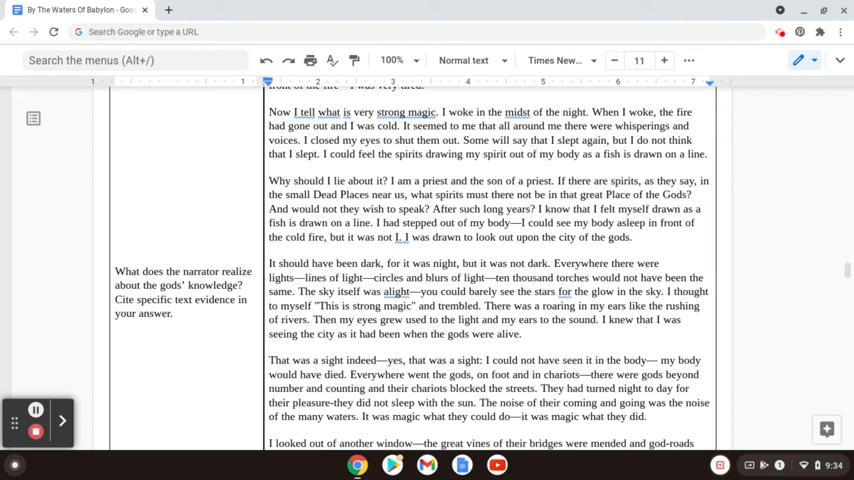 By The Waters Of Babylon - Goo
Search Google or type a URL
Search the menus (Alt+/)
100%
Normal text
Times New...
11
1
1
2
3
4
5
6
7
front of the fire—I was very tired.
Now I tell what is very strong magic. I woke in the midst of the night. When I woke, the fire
had gone out and I was cold. It seemed to me that all around me there were whisperings and
voices. I closed my eyes to shut them out. Some will say that I slept again, but I do not think
that I slept. I could feel the spirits drawing my spirit out of my body as a fish is drawn on a line.
Why should I lie about it? I am a priest and the son of a priest. If there are spirits, as they say, in
the small Dead Places near us, what spirits must there not be in that great Place of the Gods?
And would not they wish to speak? After such long years? I know that I felt myself drawn as a
fish is drawn on a line. I had stepped out of my body—I could see my body asleep in front of
the cold fire, but it was not I. I was drawn to look out upon the city of the gods.
What does the narrator realize
about the gods' knowledge?
Cite specific text evidence in
your answer.
It should have been dark, for it was night, but it was not dark. Everywhere there were
lights—lines of light—circles and blurs of light—ten thousand torches would not have been the
same. The sky itself was alight—you could barely see the stars for the glow in the sky. I thought
to myself "This is strong magic" and trembled. There was a roaring in my ears like the rushing
of rivers. Then my eyes grew used to the light and my ears to the sound. I knew that I was
seeing the city as it had been when the gods were alive.
That was a sight indeed—yes, that was a sight: I could not have seen it in the body— my body
would have died. Everywhere went the gods, on foot and in chariots—there were gods beyond
number and counting and their chariots blocked the streets. They had turned night to day for
their pleasure-they did not sleep with the sun. The noise of their coming and going was the noise
of the many waters. It was magic what they could do—it was magic what they did.
I looked out of another window—the great vines of their bridges were mended and god-roads
1
9:34